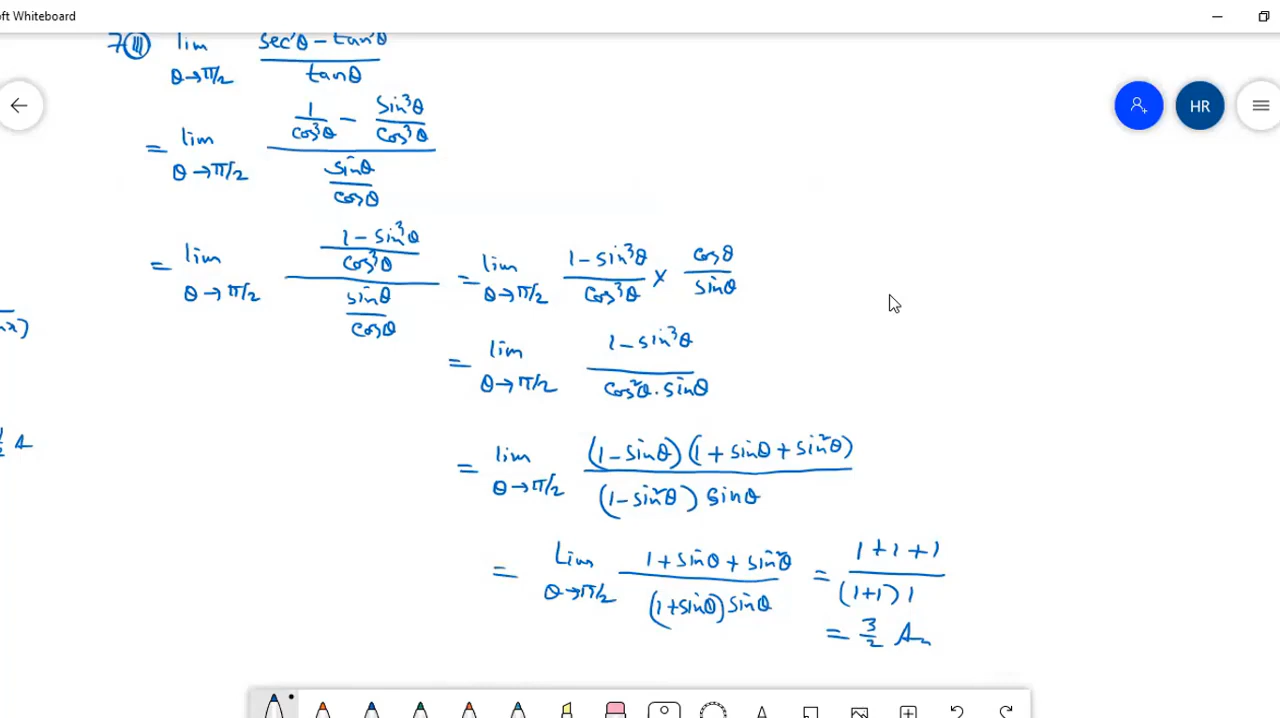 oft Whiteboard
7(III) lim θ→π/2 (sec³θ − tan³θ)/tanθ
HR
= lim θ→π/2 (1/cos³θ − sin³θ/cos³θ)/(sinθ/cosθ)
= lim θ→π/2 ((1 − sin³θ)/cos³θ)/(sinθ/cosθ) = lim θ→π/2 (1 − sin³θ)/cos³θ × cosθ/sinθ
= lim θ→π/2 (1 − sin³θ)/(cos²θ · sinθ)
= lim θ→π/2 (1 − sinθ)(1 + sinθ + sin²θ)/((1 − sin²θ) sinθ)
= Lim θ→π/2 (1 + sinθ + sin²θ)/((1 + sinθ) sinθ) = (1 + 1 + 1)/((1+1) 1)
= 3/2 An